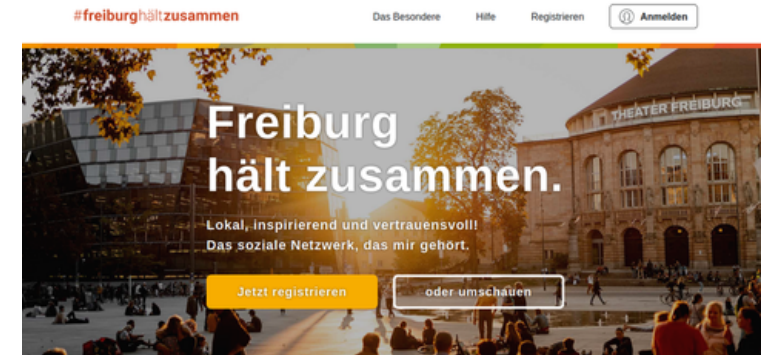 #freiburghältzusammen
Das Besondere
Hilfe
Registrieren
Anmelden
THEATER FREIBURG
Freiburg
hält zusammen.
Lokal, inspirierend und vertrauensvoll!
Das soziale Netzwerk, das mir gehört.
Jetzt registrieren
oder umschauen